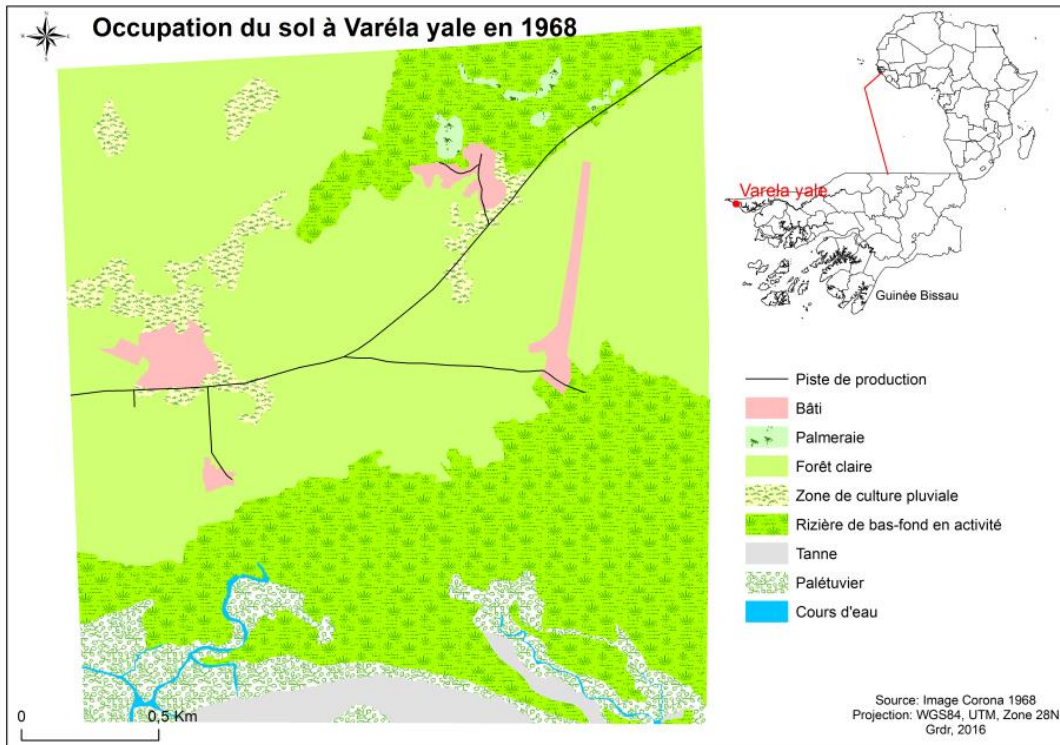 Occupation du sol à Varéla yale en 1968
Varela yale
Guinée Bissau
Piste de production
Bâti
Palmeraie
Forêt claire
Zone de culture pluviale
Rizière de bas-fond en activité
Tanne
Palétuvier
Cours d'eau
0 0,5 Km
Source: Image Corona 1968
Projection: WGS84, UTM, Zone 28N
Grdr, 2016